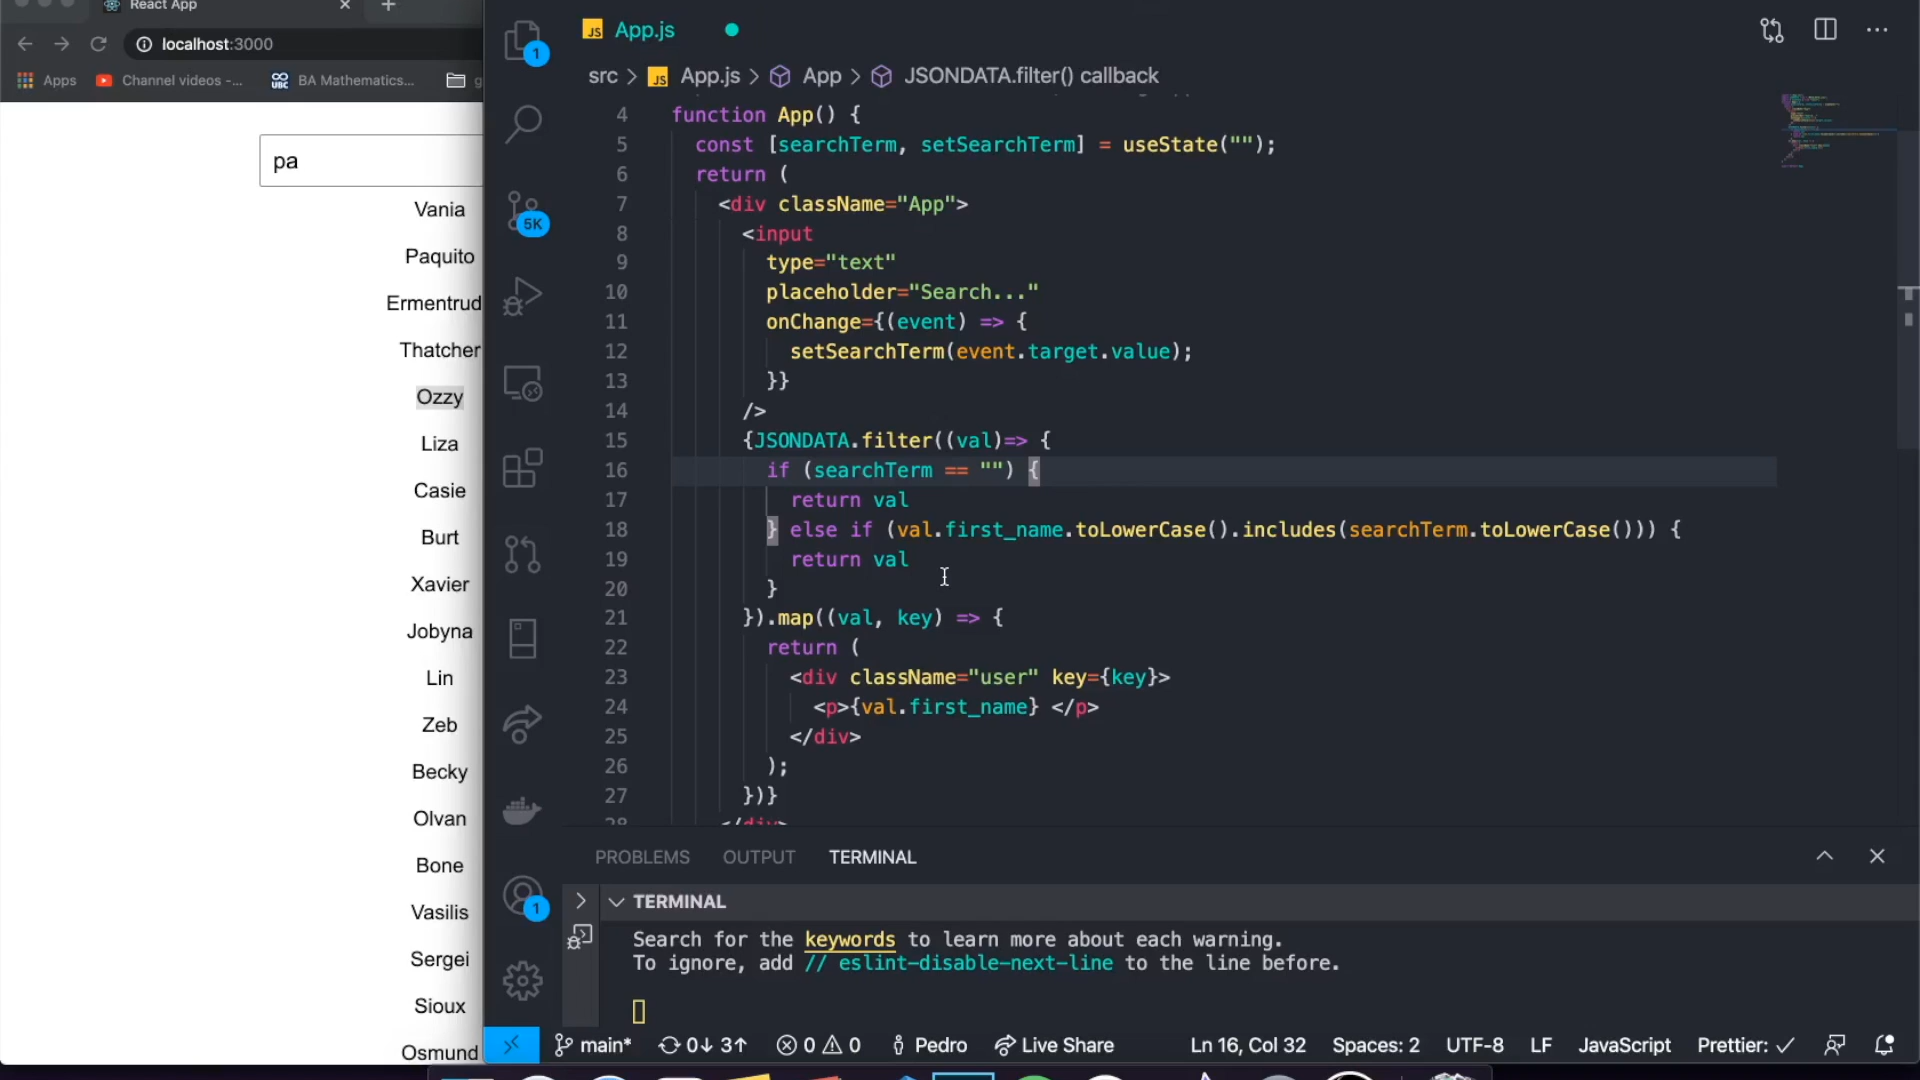 React App
localhost:3000
Apps
Channel videos -...
BA Mathematics...
pa
Vania
Paquito
Ermentrud
Thatcher
Ozzy
Liza
Casie
Burt
Xavier
Jobyna
Lin
Zeb
Becky
Olvan
Bone
Vasilis
Sergei
Sioux
Osmund
1
5K
1
JS App.js
src > JS App.js > App > JSONDATA.filter() callback
4 function App() {
5 const [searchTerm, setSearchTerm] = useState("");
6 return (
7 <div className="App">
8 <input
9 type="text"
10 placeholder="Search..."
11 onChange={(event) => {
12 setSearchTerm(event.target.value);
13 }}
14 />
15 {JSONDATA.filter((val)=> {
16 if (searchTerm == "") {
17 return val
18 } else if (val.first_name.toLowerCase().includes(searchTerm.toLowerCase())) {
19 return val
20 }
21 }).map((val, key) => {
22 return (
23 <div className="user" key={key}>
24 <p>{val.first_name} </p>
25 </div>
26 );
27 })}
28 </div>
PROBLEMS OUTPUT TERMINAL
TERMINAL
Search for the keywords to learn more about each warning.
To ignore, add // eslint-disable-next-line to the line before.
main* 0↓ 3↑ 0 0 Pedro Live Share Ln 16, Col 32 Spaces: 2 UTF-8 LF JavaScript Prettier: ✓